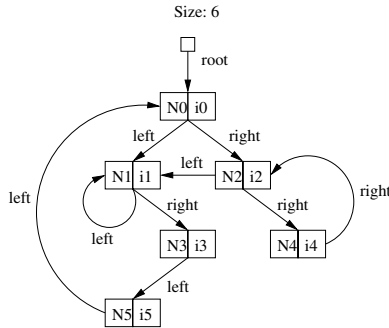 Size: 6
root
N0 i0
left right
N1 i1 left N2 i2
left left right right right
N3 i3 N4 i4
left
N5 i5